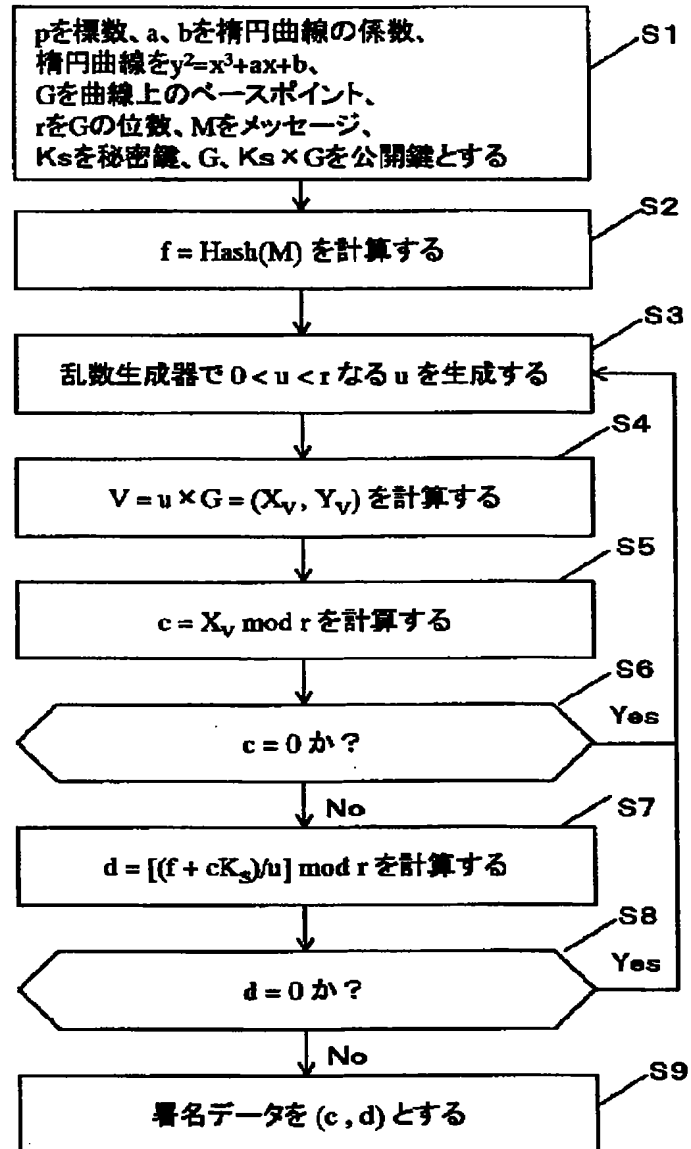 pを標数、a、bを楕円曲線の係数、
楕円曲線をy²=x³+ax+b、
Gを曲線上のベースポイント、
rをGの位数、Mをメッセージ、
Ksを秘密鍵、G、Ks×Gを公開鍵とする
S1
S2
f = Hash(M) を計算する
S3
乱数生成器で 0 < u < r なる u を生成する
S4
V = u × G = (X_V , Y_V) を計算する
S5
c = X_V mod r を計算する
S6
c = 0 か？
Yes
No
S7
d = [(f + cK_S)/u] mod r を計算する
S8
d = 0 か？
Yes
No
S9
署名データを (c , d) とする